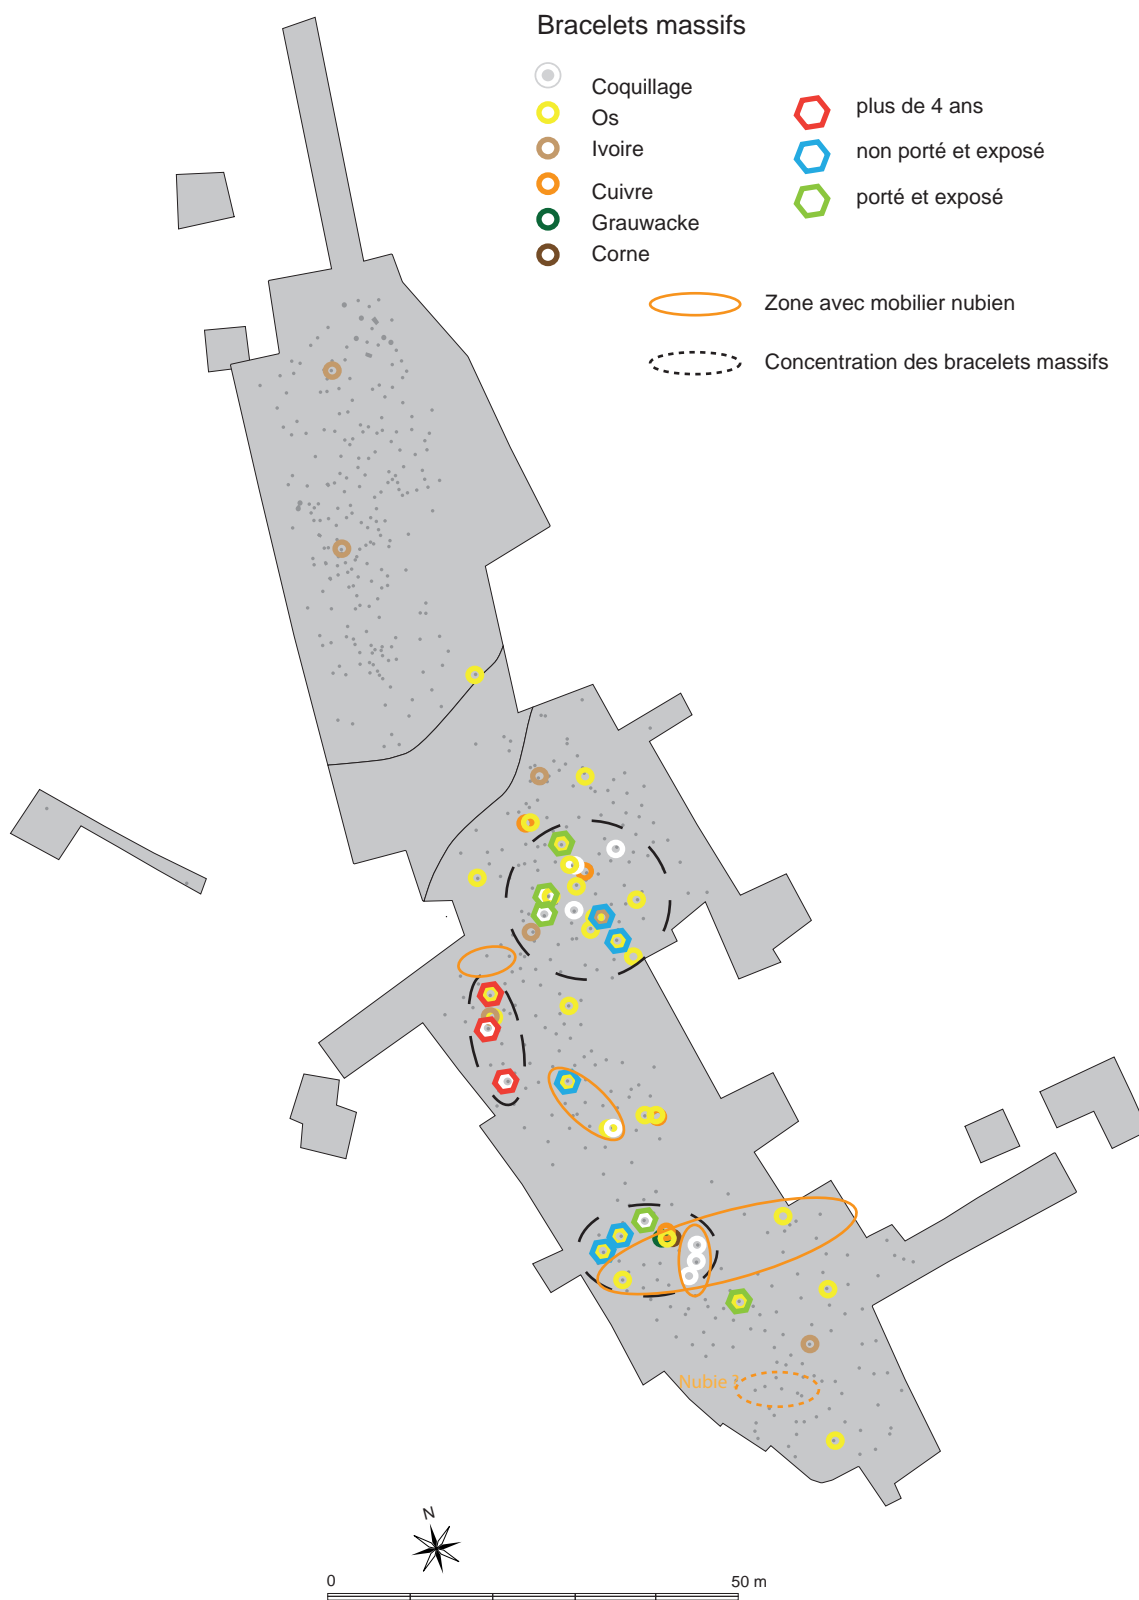 Bracelets massifs
Coquillage
Os
Ivoire
Cuivre
Grauwacke
Corne
plus de 4 ans
non porté et exposé
porté et exposé
Zone avec mobilier nubien
Concentration des bracelets massifs
Nubie ?
N
0
50 m